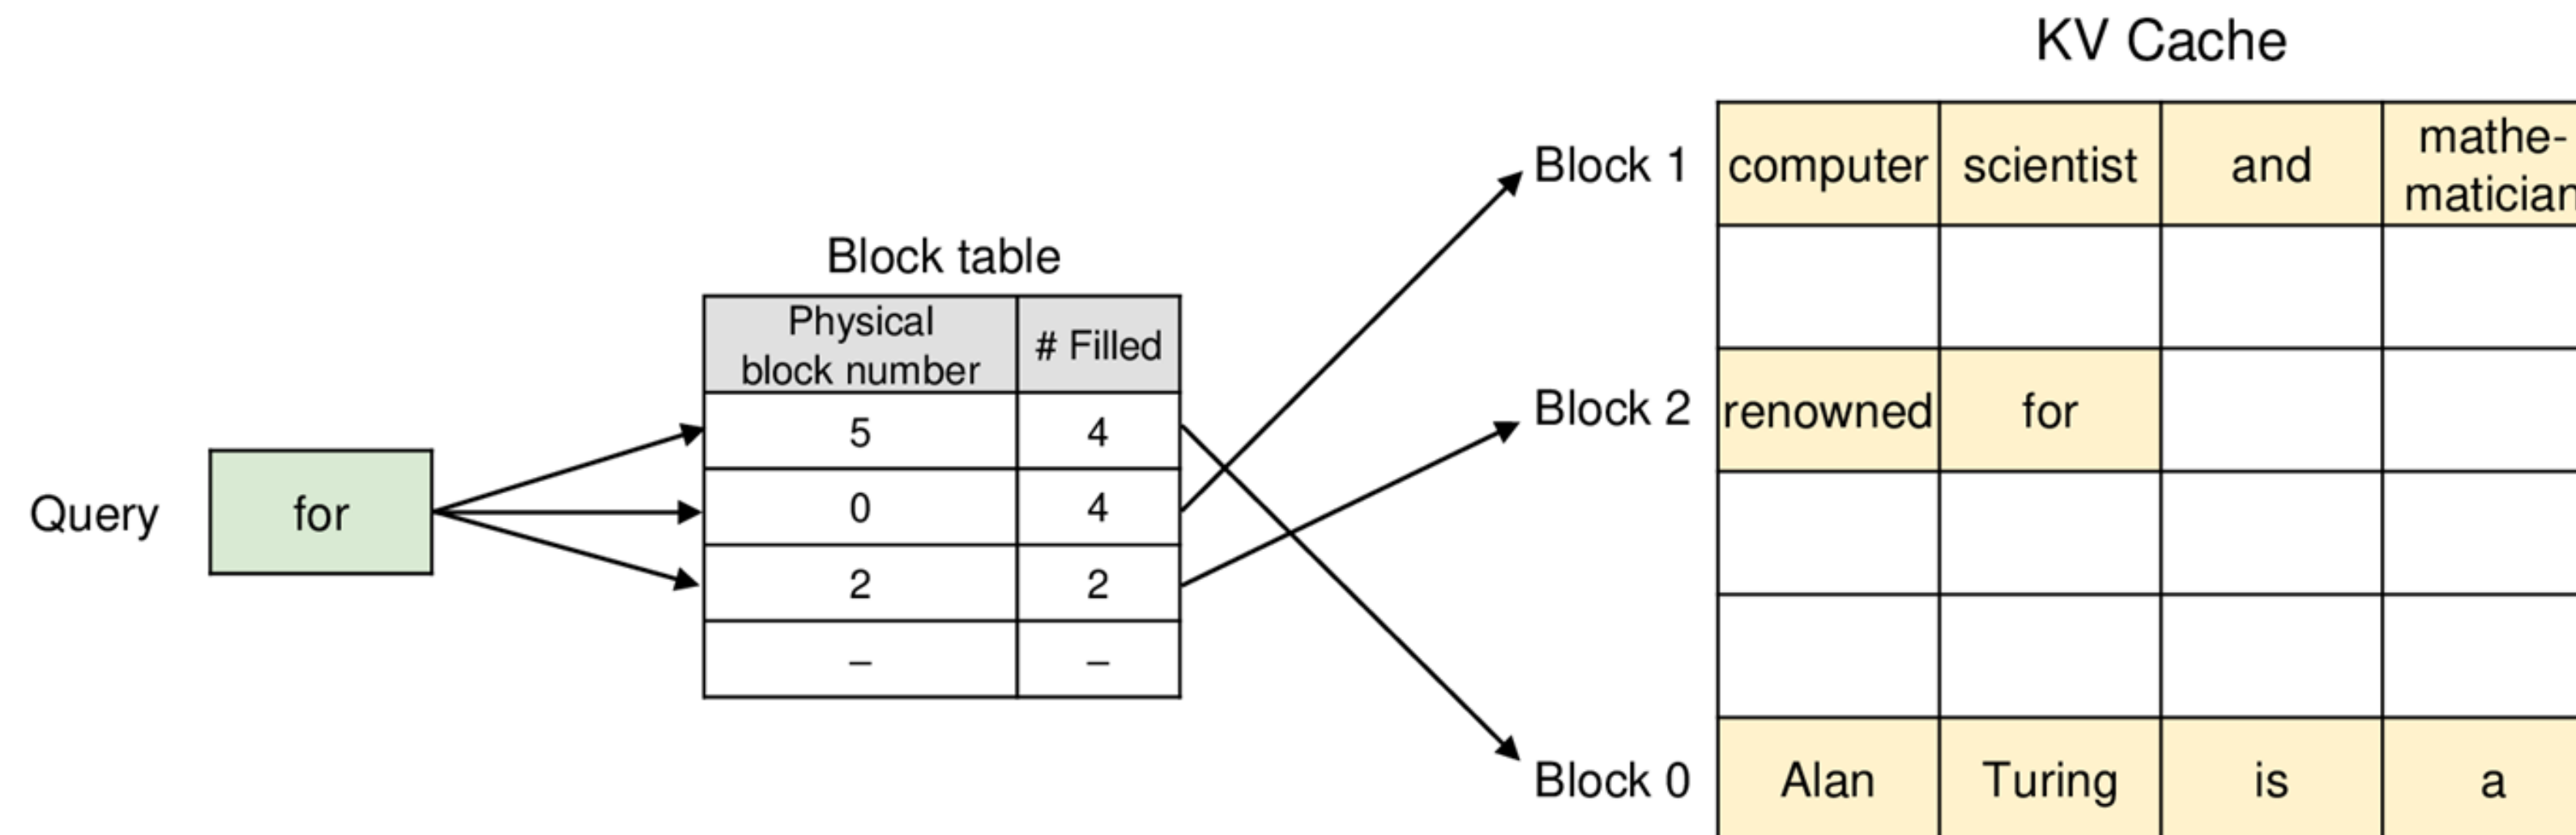 KV Cache
Block 1
computer
scientist
and
mathe-
matician
Block table
Physical
block number
# Filled
5
4
0
4
2
2
–
–
Query
for
Block 2
renowned
for
Block 0
Alan
Turing
is
a